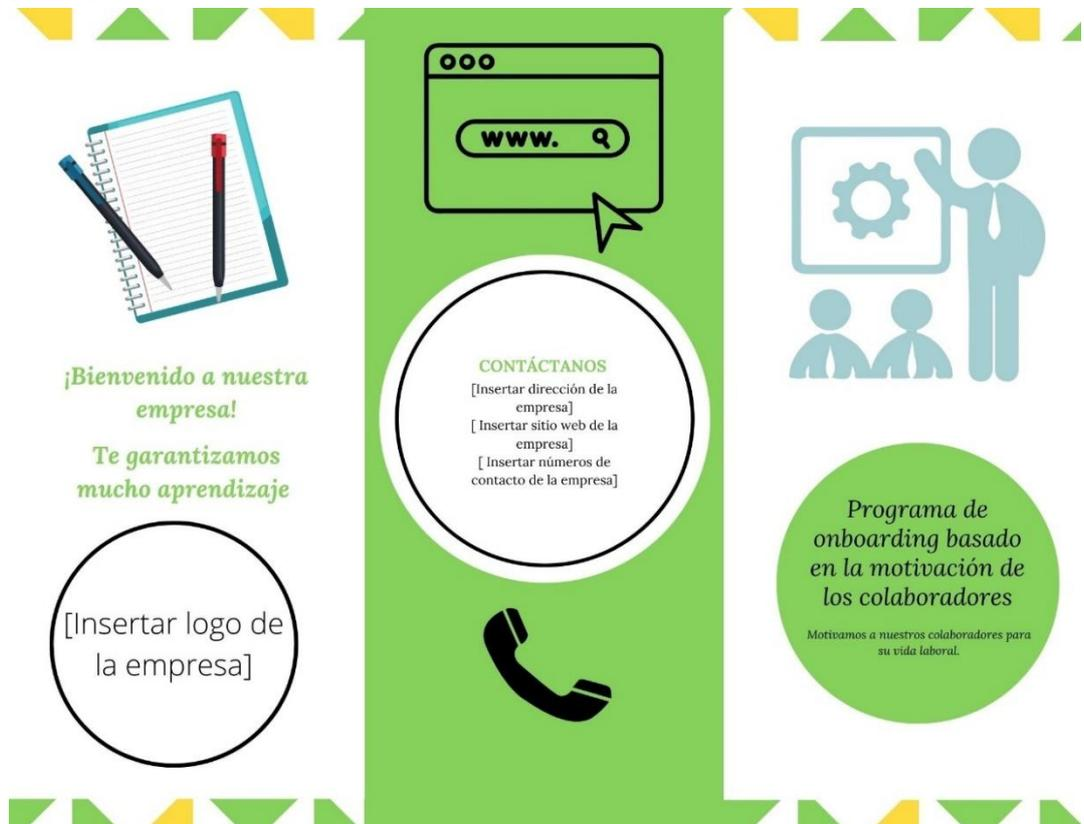 ¡Bienvenido a nuestra
empresa!
Te garantizamos
mucho aprendizaje
[Insertar logo de
la empresa]
www.
CONTÁCTANOS
[Insertar dirección de la
empresa]
[ Insertar sitio web de la
empresa]
[ Insertar números de
contacto de la empresa]
Programa de
onboarding basado
en la motivación de
los colaboradores
Motivamos a nuestros colaboradores para
su vida laboral.